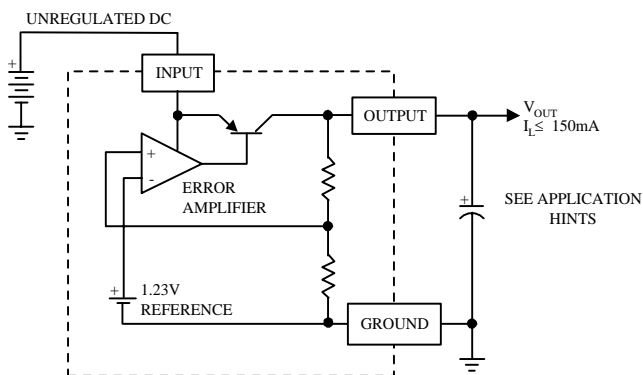 UNREGULATED DC
+
INPUT
OUTPUT
V_OUT
I_L≤ 150mA
+
-
ERROR
AMPLIFIER
+
SEE APPLICATION
HINTS
+
1.23V
REFERENCE
GROUND